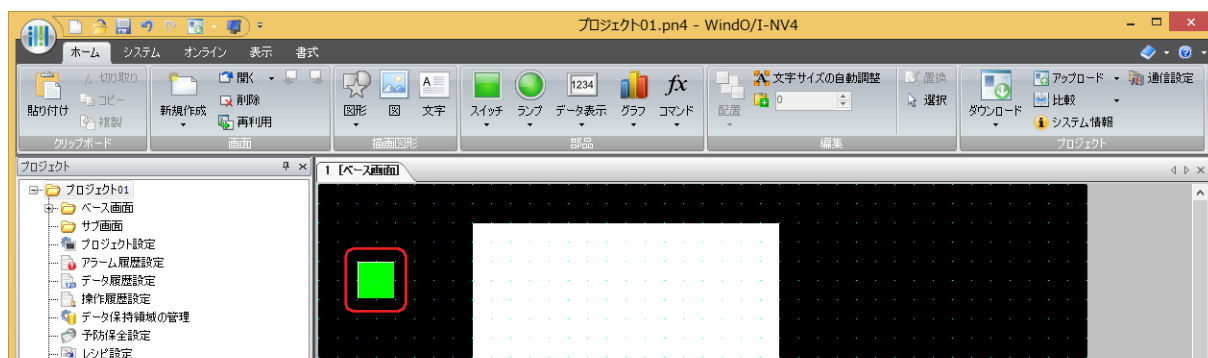 プロジェクト01.pn4 - WindO/I-NV4
ホーム システム オンライン 表示 書式
貼り付け
切り取り
コピー
複製
クリップボード
新規作成
開く
削除
再利用
画面
図形
図
文字
描画図形
スイッチ
ランプ
1234
データ表示
グラフ
fx
コマンド
部品
配置
文字サイズの自動調整
0
置換
選択
編集
ダウンロード
アップロード
比較
システム情報
通信設定
プロジェクト
プロジェクト
1 [ベース画面]
プロジェクト01
ベース画面
サブ画面
プロジェクト設定
アラーム履歴設定
データ履歴設定
操作履歴設定
データ保持領域の管理
予防保全設定
レシピ設定